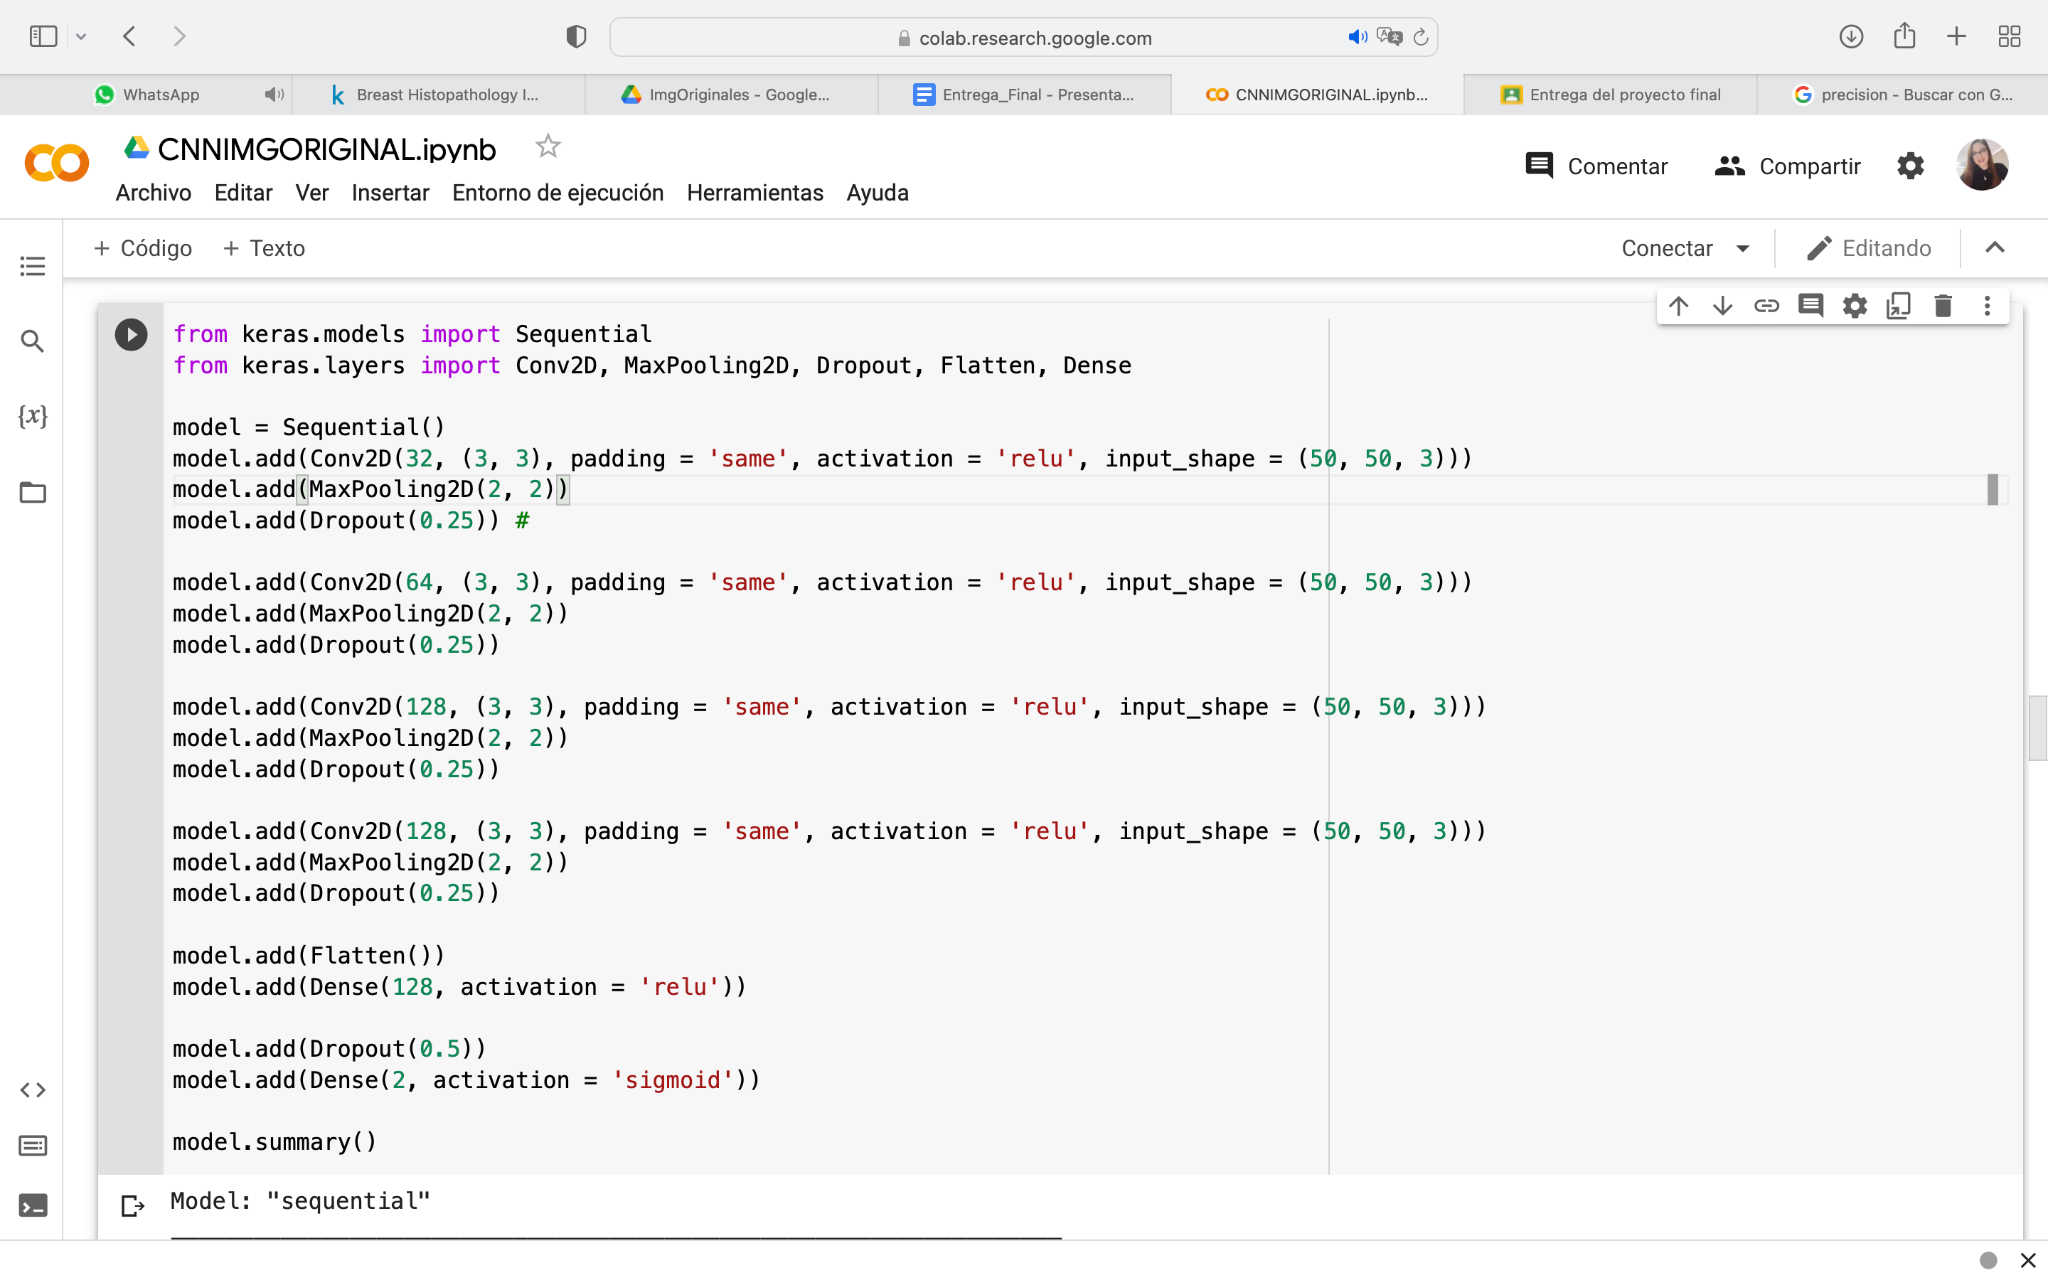 colab.research.google.com
WhatsApp
Breast Histopathology I...
ImgOriginales - Google...
Entrega_Final - Presenta...
CNNIMGORIGINAL.ipynb...
Entrega del proyecto final
precision - Buscar con G...
CNNIMGORIGINAL.ipynb
Comentar
Compartir
Archivo Editar Ver Insertar Entorno de ejecución Herramientas Ayuda
+ Código + Texto
Conectar
Editando
from keras.models import Sequential
from keras.layers import Conv2D, MaxPooling2D, Dropout, Flatten, Dense
model = Sequential()
model.add(Conv2D(32, (3, 3), padding = 'same', activation = 'relu', input_shape = (50, 50, 3)))
model.add(MaxPooling2D(2, 2))
model.add(Dropout(0.25)) #
model.add(Conv2D(64, (3, 3), padding = 'same', activation = 'relu', input_shape = (50, 50, 3)))
model.add(MaxPooling2D(2, 2))
model.add(Dropout(0.25))
model.add(Conv2D(128, (3, 3), padding = 'same', activation = 'relu', input_shape = (50, 50, 3)))
model.add(MaxPooling2D(2, 2))
model.add(Dropout(0.25))
model.add(Conv2D(128, (3, 3), padding = 'same', activation = 'relu', input_shape = (50, 50, 3)))
model.add(MaxPooling2D(2, 2))
model.add(Dropout(0.25))
model.add(Flatten())
model.add(Dense(128, activation = 'relu'))
model.add(Dropout(0.5))
model.add(Dense(2, activation = 'sigmoid'))
model.summary()
Model: "sequential"